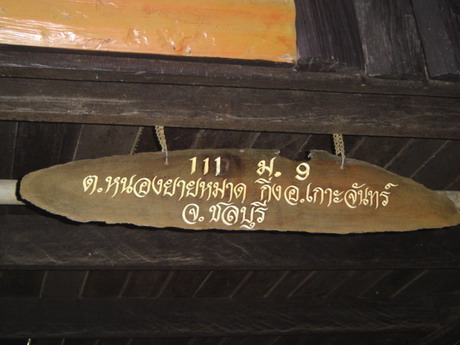 111 ม. 9
ต.หนองยายหมาด กิ่งอ.เกาะจันทร์
จ.ชลบุรี